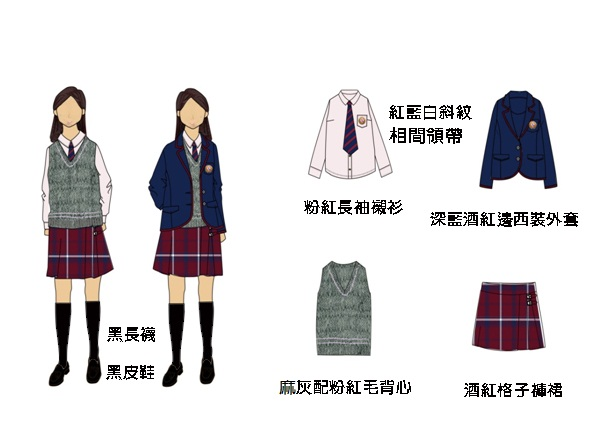 紅藍白斜紋
相間領帶
粉紅長袖襯衫
深藍酒紅邊西裝外套
黑長襪
黑皮鞋
麻灰配粉紅毛背心
酒紅格子褲裙